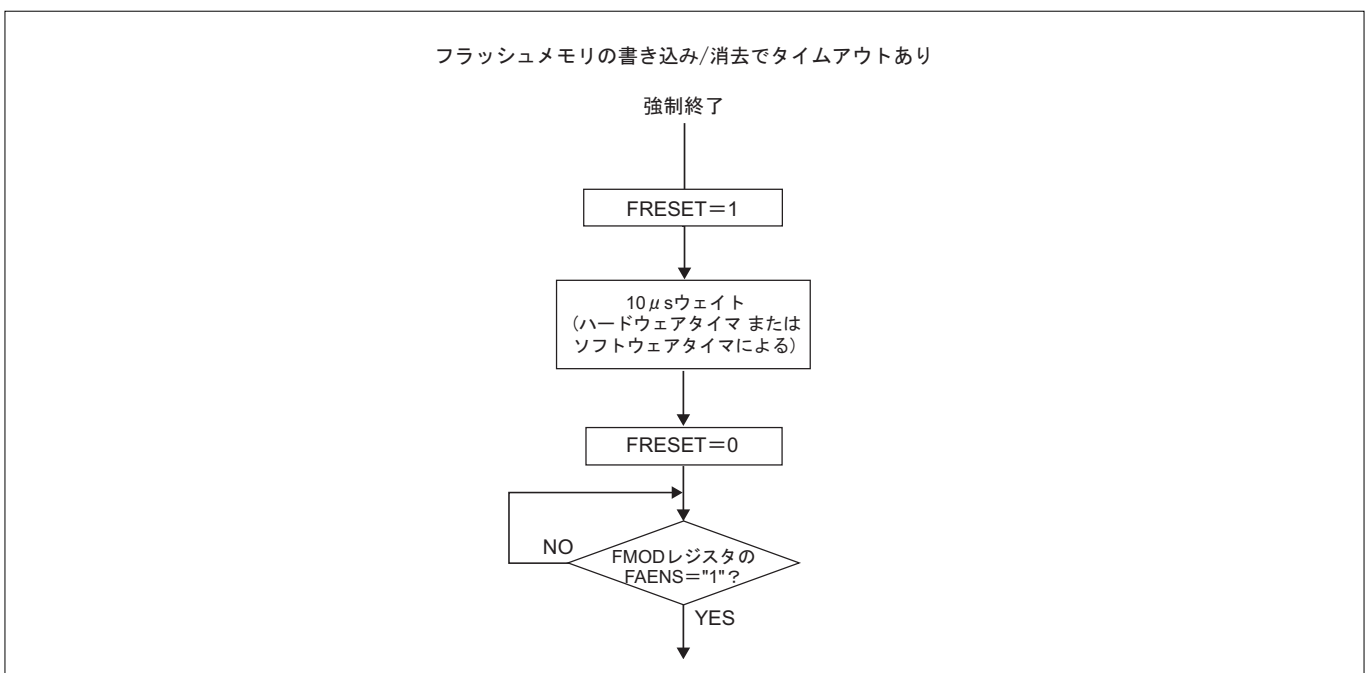 フラッシュメモリの書き込み/消去でタイムアウトあり
強制終了
FRESET＝1
10μsウェイト
（ハードウェアタイマ または
ソフトウェアタイマによる）
FRESET＝0
NO
FMODレジスタの
FAENS＝"1"？
YES